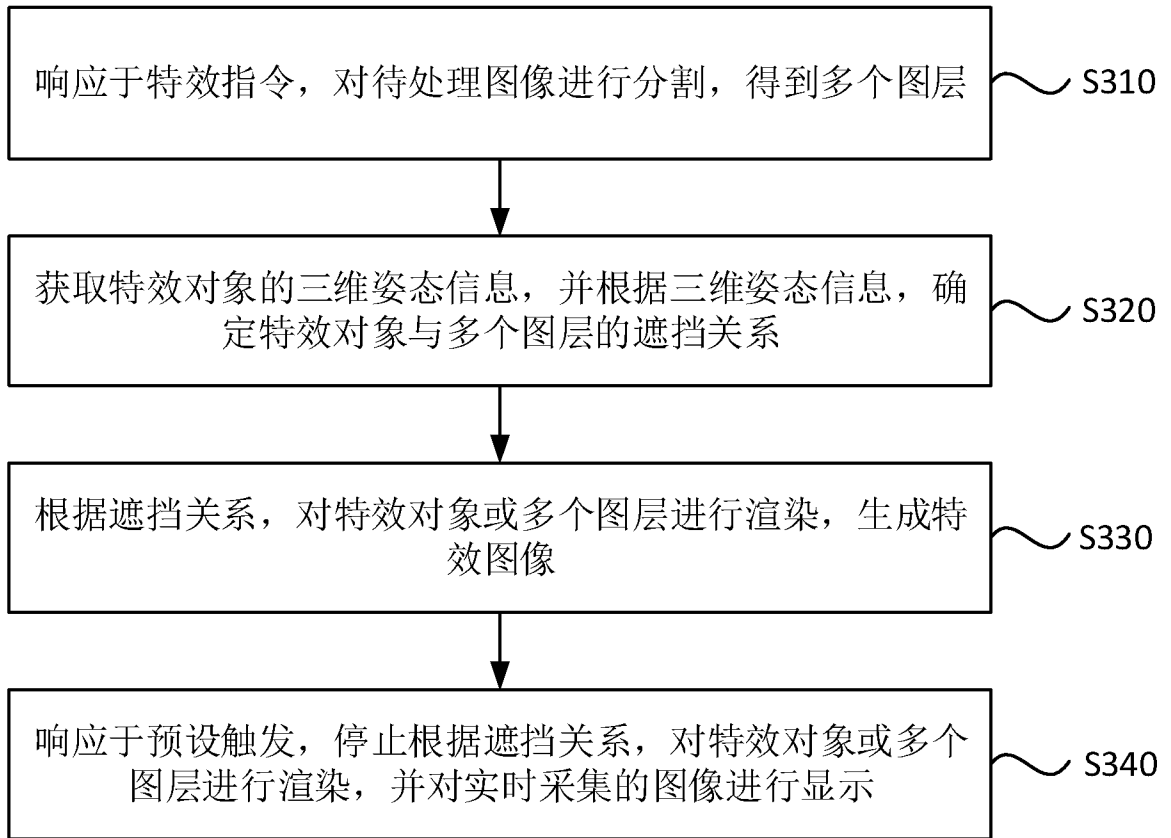 响应于特效指令，对待处理图像进行分割，得到多个图层
S310
获取特效对象的三维姿态信息，并根据三维姿态信息，确
定特效对象与多个图层的遮挡关系
S320
根据遮挡关系，对特效对象或多个图层进行渲染，生成特
效图像
S330
响应于预设触发，停止根据遮挡关系，对特效对象或多个
图层进行渲染，并对实时采集的图像进行显示
S340